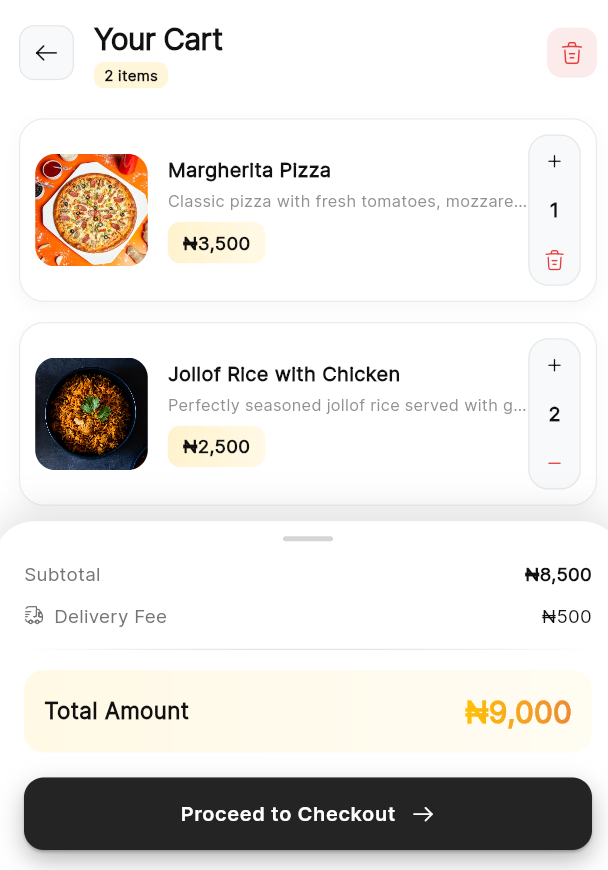 Your Cart
2 items
Margherita Pizza
Classic pizza with fresh tomatoes, mozzare...
₦3,500
1
Jollof Rice with Chicken
Perfectly seasoned jollof rice served with g...
₦2,500
2
Subtotal ₦8,500
Delivery Fee ₦500
Total Amount ₦9,000
Proceed to Checkout →